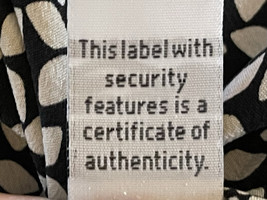 This label with
security
features is a
certificate of
authenticity.